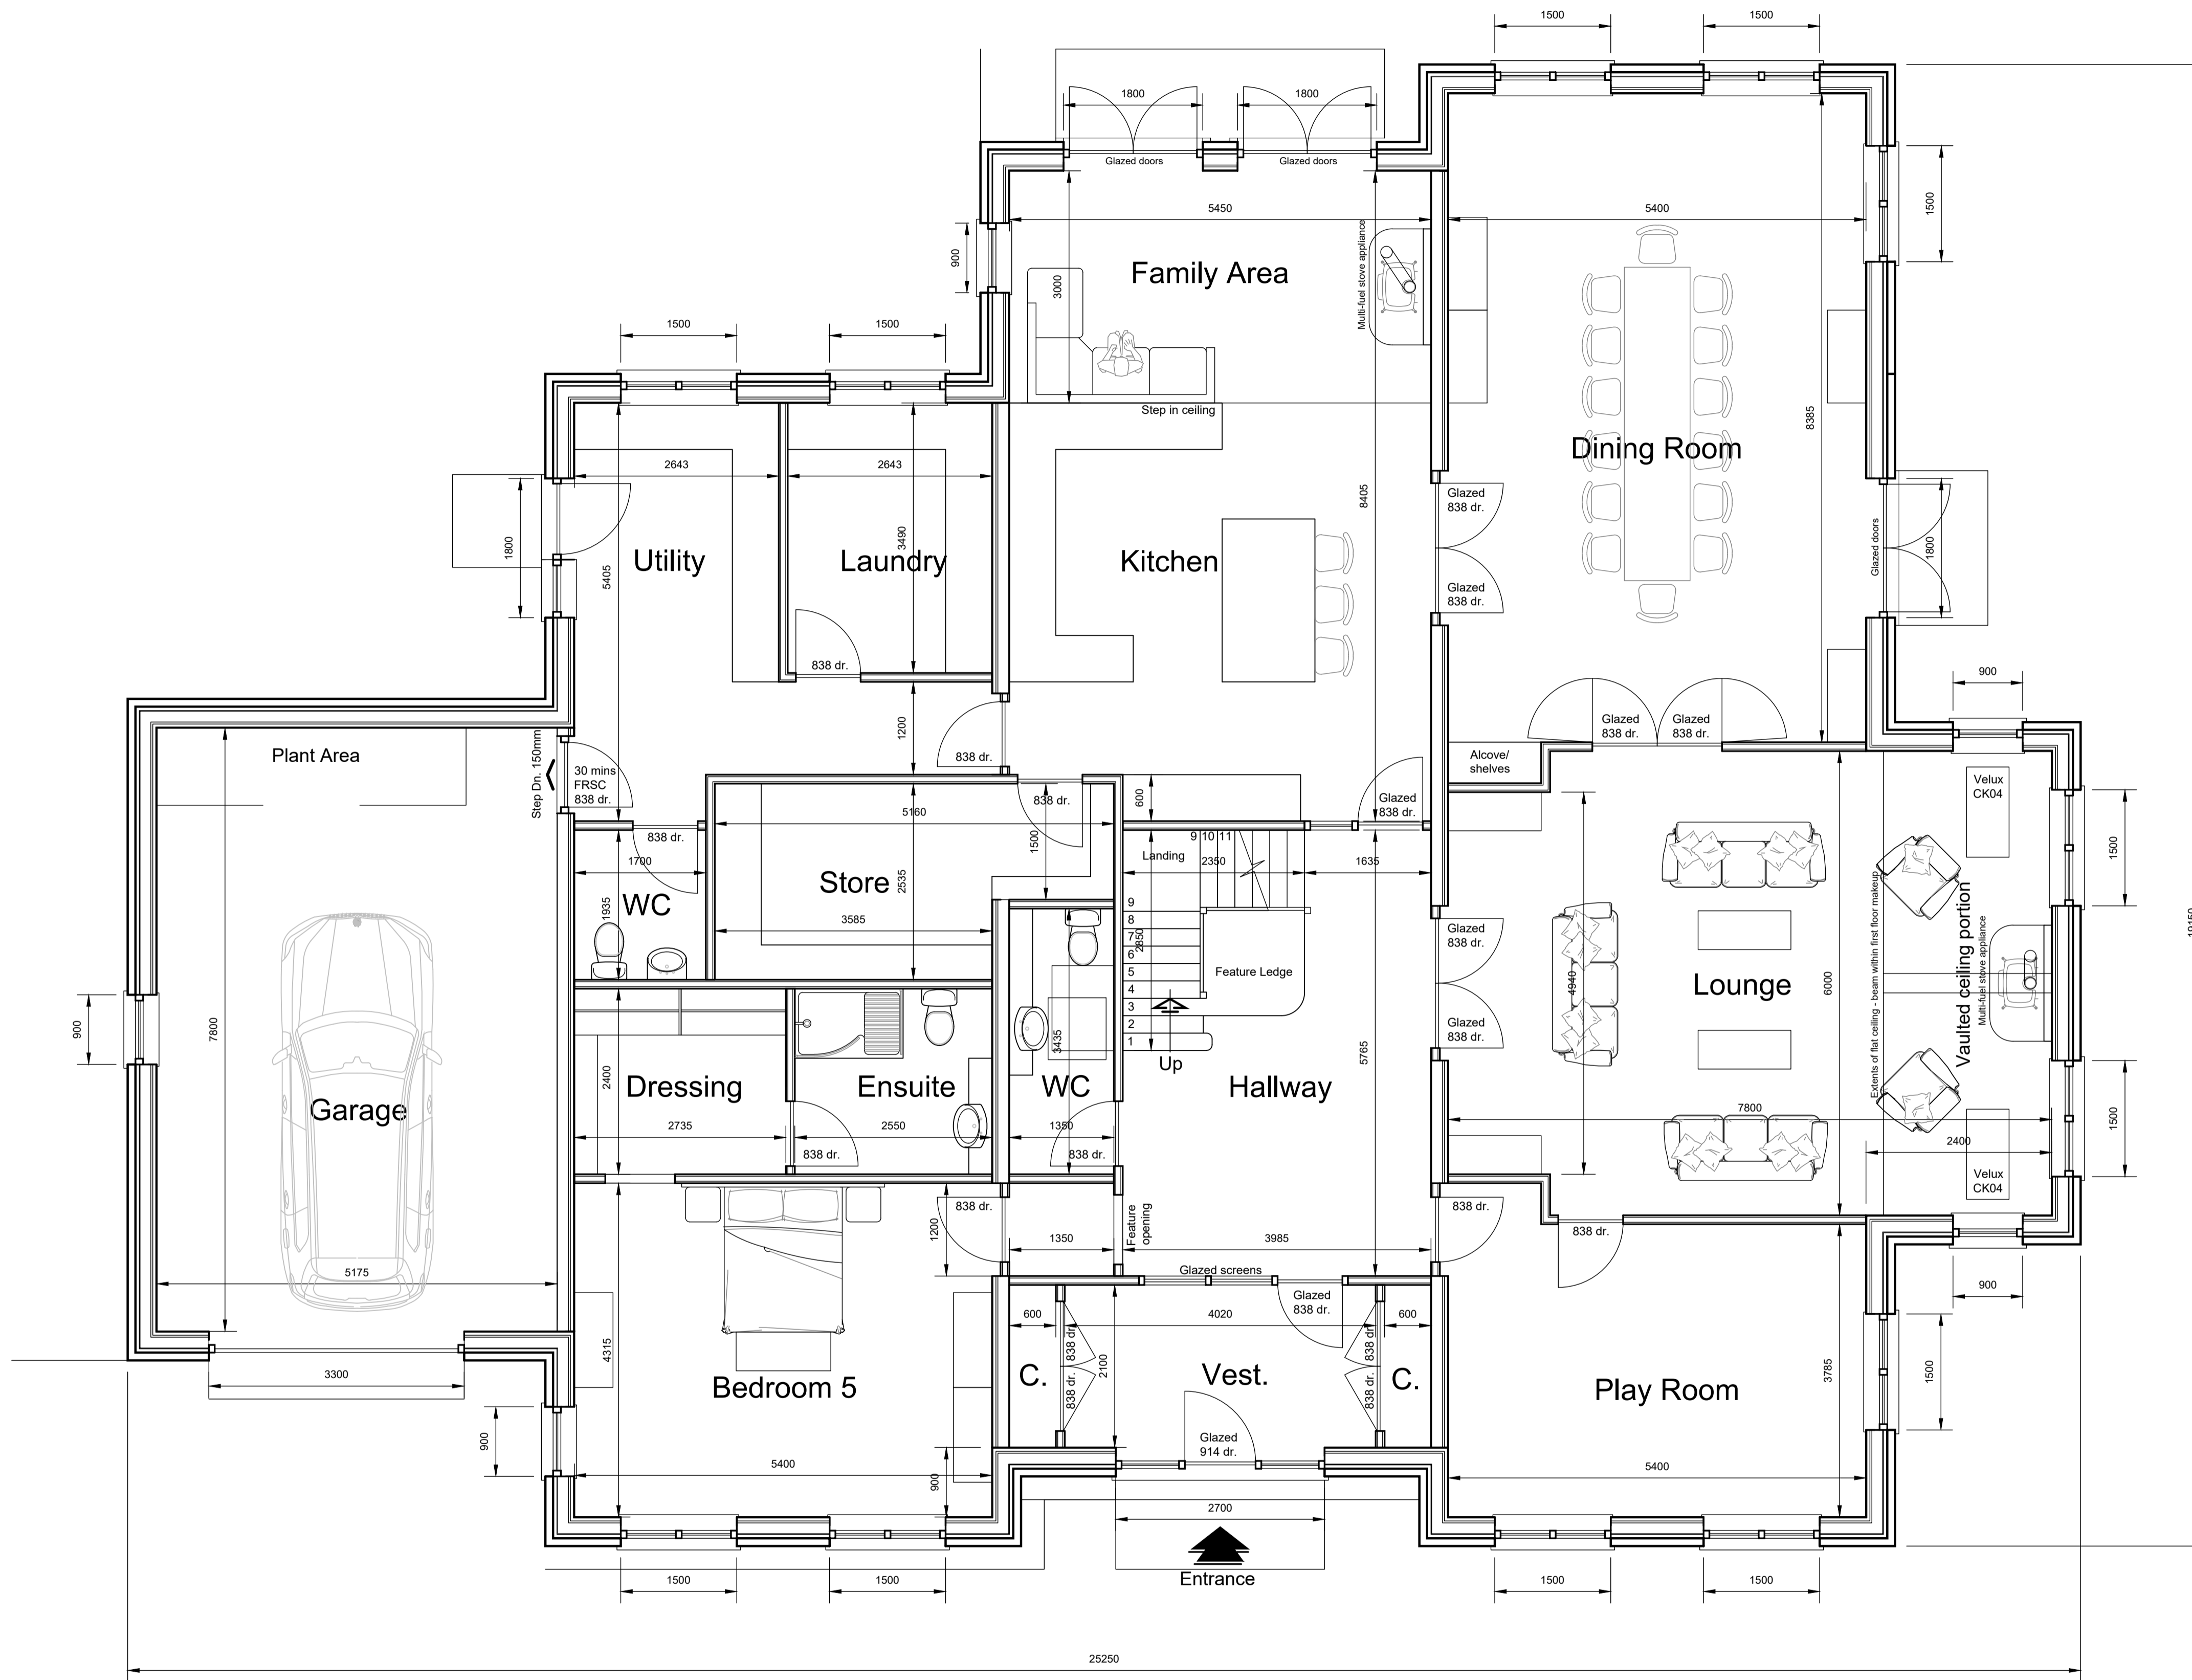 1500
1500
1800
1800
Glazed doors
Glazed doors
5450
5400
1500
900
Family Area
3000
Multi-fuel stove appliance
1500
1500
Step in ceiling
8385
Dining Room
2643
2643
8405
Glazed
838 dr.
1800
5405
Utility
3490
Laundry
Kitchen
Glazed doors
1800
Glazed
838 dr.
838 dr.
900
1200
Glazed
838 dr.
Glazed
838 dr.
Plant Area
Step Dn. 150mm
30 mins
FRSC
838 dr.
838 dr.
Alcove/
shelves
Velux
CK04
600
Glazed
838 dr.
838 dr.
5160
838 dr.
1500
9 10 11
Landing
2350
1635
1500
1700
WC
1935
Store
2535
3585
9
8
7
6
5
4
3
2
1
2850
Feature Ledge
Up
Glazed
838 dr.
Glazed
838 dr.
4940
Lounge
6000
Extents of flat ceiling - beam within first floor makeup
Vaulted ceiling portion
Multi-fuel stove appliance
19150
900
7800
Garage
5175
3300
2400
Dressing
2735
Ensuite
2550
838 dr.
3435
WC
1350
838 dr.
Hallway
5765
7800
2400
1500
Velux
CK04
838 dr.
1200
1350
Feature
opening
3985
838 dr.
838 dr.
Glazed screens
Glazed
838 dr.
900
600
4020
600
838 dr.
838 dr.
838 dr.
838 dr.
2100
C.
Vest.
C.
4315
Bedroom 5
Play Room
3785
1500
900
5400
900
Glazed
914 dr.
5400
2700
Entrance
1500
1500
1500
1500
25250